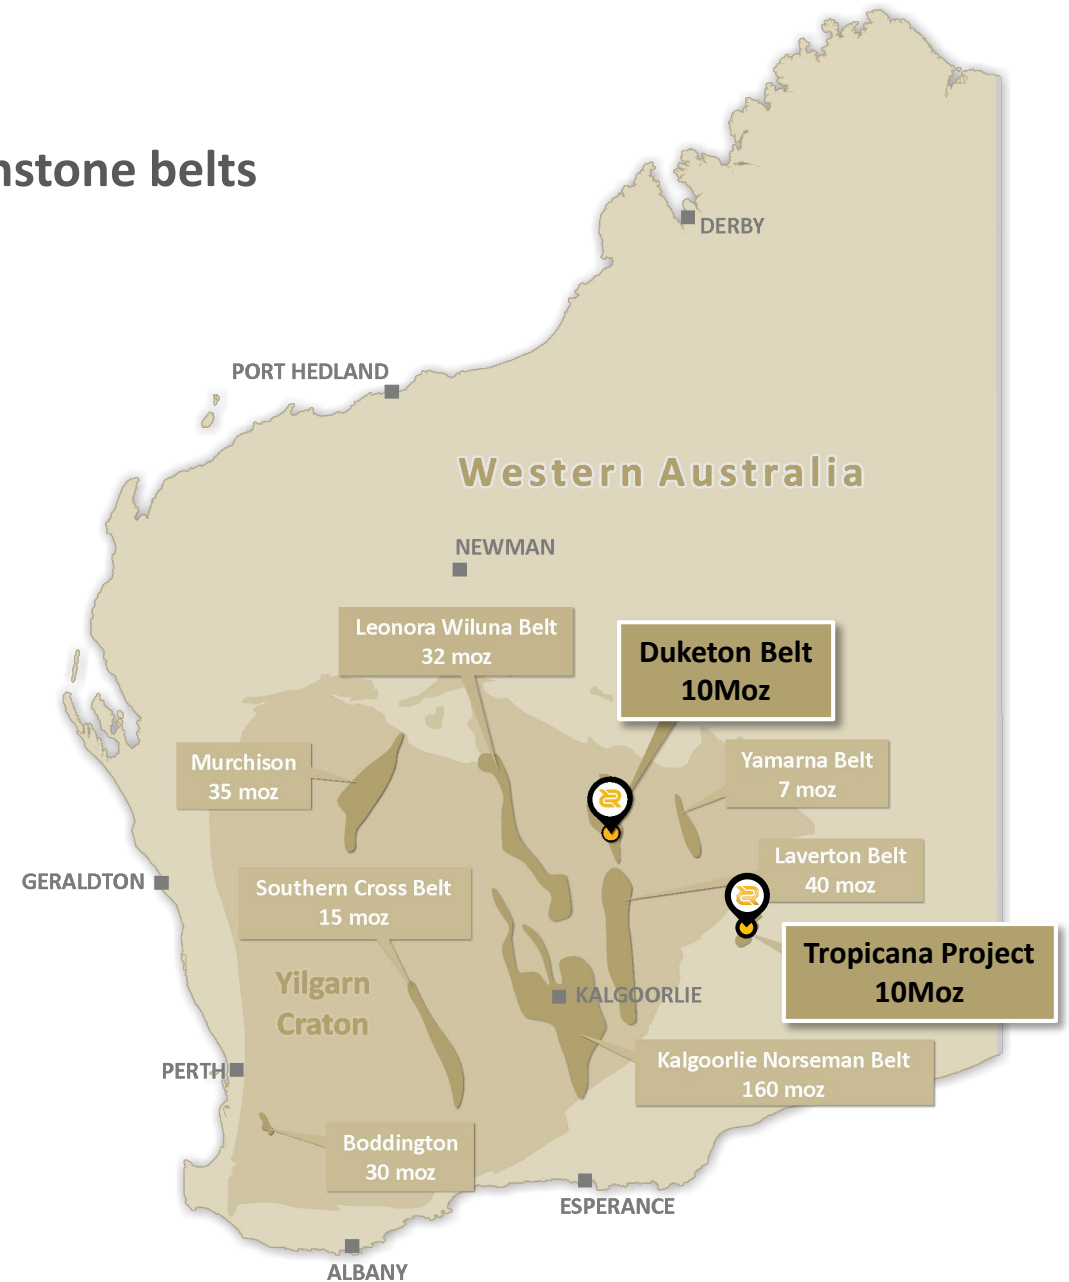 nstone belts
DERBY
PORT HEDLAND
Western Australia
NEWMAN
Leonora Wiluna Belt
32 moz
Duketon Belt
10Moz
Murchison
35 moz
Yamarna Belt
7 moz
Laverton Belt
40 moz
GERALDTON
Southern Cross Belt
15 moz
Tropicana Project
10Moz
Yilgarn
Craton
KALGOORLIE
Kalgoorlie Norseman Belt
160 moz
PERTH
Boddington
30 moz
ESPERANCE
ALBANY